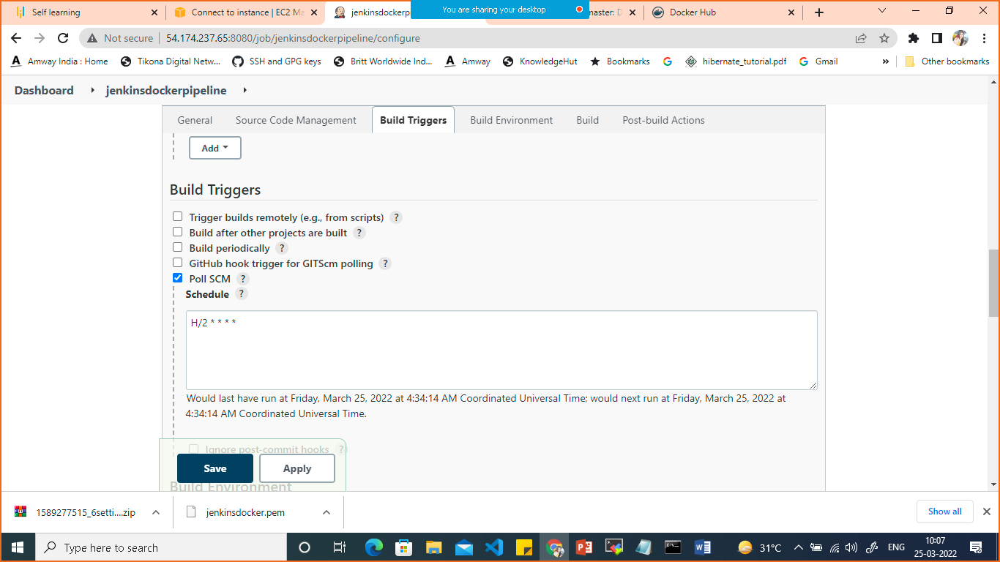 Self learning
Connect to instance | EC2 Ma
jenkinsdockerp
You are sharing your desktop
master: D
Docker Hub
Not secure
54.174.237.65:8080/job/jenkinsdockerpipeline/configure
Amway India : Home
Tikona Digital Netw...
SSH and GPG keys
Britt Worldwide Ind...
Amway
KnowledgeHut
Bookmarks
hibernate_tutorial.pdf
Gmail
»
Other bookmarks
Dashboard
jenkinsdockerpipeline
General
Source Code Management
Build Triggers
Build Environment
Build
Post-build Actions
Add
Build Triggers
Trigger builds remotely (e.g., from scripts) ?
Build after other projects are built ?
Build periodically ?
GitHub hook trigger for GITScm polling ?
Poll SCM ?
Schedule ?
H/2 * * * *
Would last have run at Friday, March 25, 2022 at 4:34:14 AM Coordinated Universal Time; would next run at Friday, March 25, 2022 at
4:34:14 AM Coordinated Universal Time.
Ignore post-commit hooks ?
Save
Apply
Build Environment
1589277515_6setti....zip
jenkinsdocker.pem
Show all
Type here to search
31°C
ENG
10:07
25-03-2022